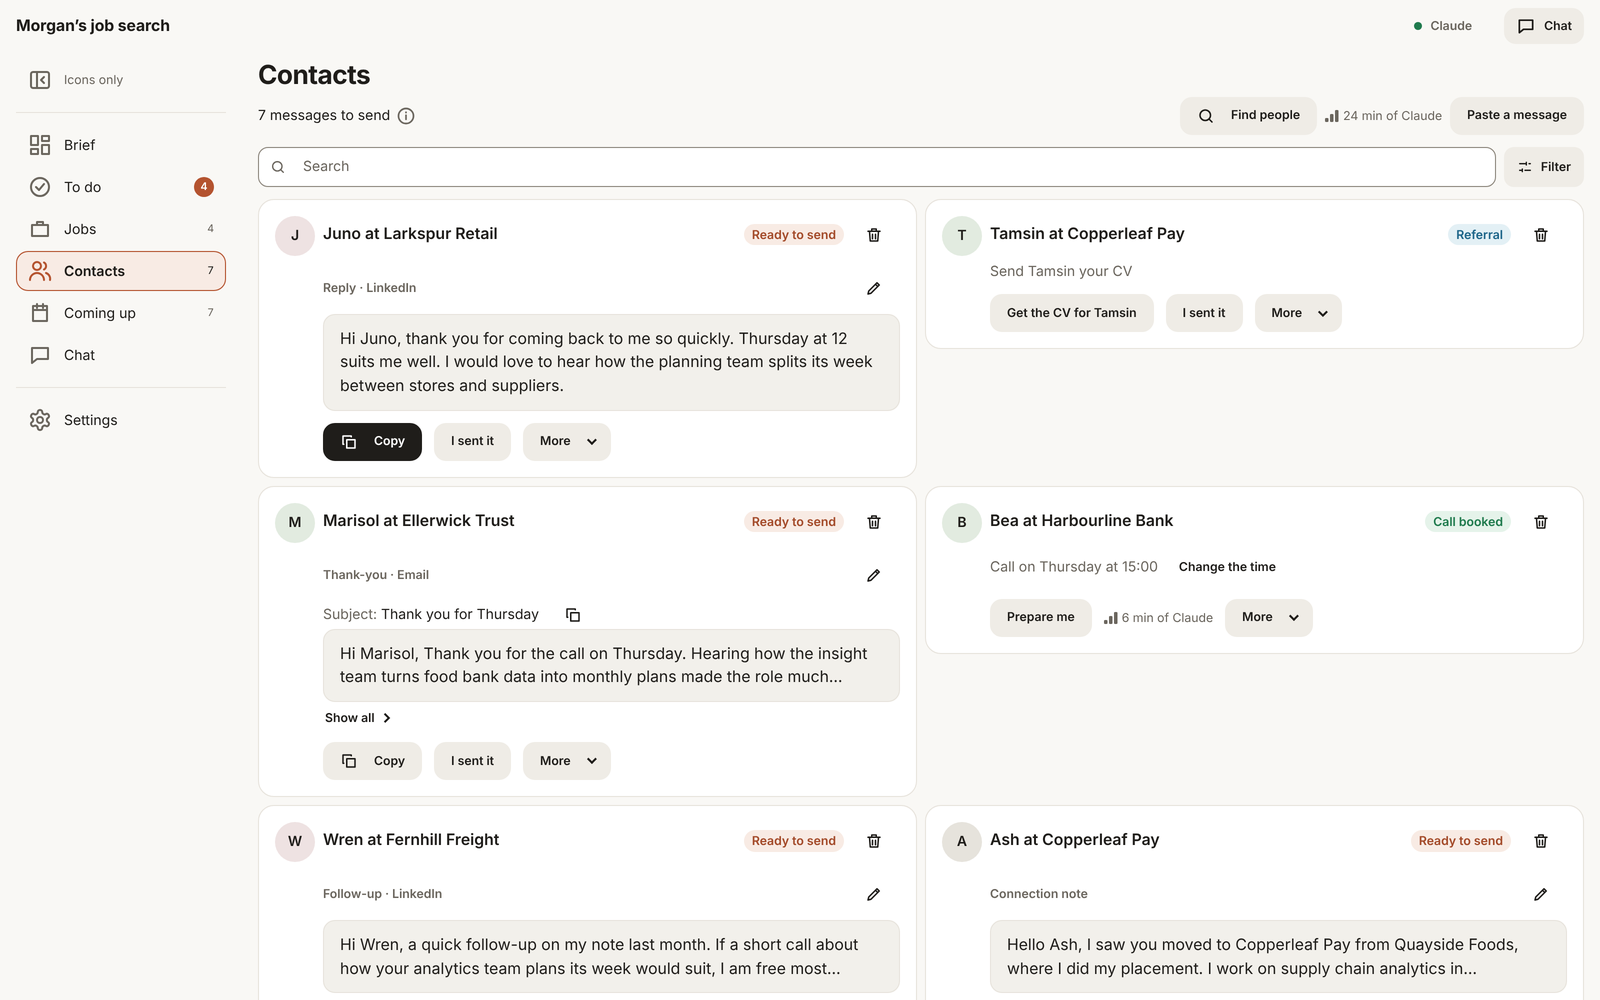 Morgan’s job search
Claude
Chat
Icons only
Brief
To do
4
Jobs
4
Contacts
7
Coming up
7
Chat
Settings
Contacts
7 messages to send
Find people
24 min of Claude
Paste a message
Search
Filter
J
Juno at Larkspur Retail
Ready to send
Reply · LinkedIn
Hi Juno, thank you for coming back to me so quickly. Thursday at 12
suits me well. I would love to hear how the planning team splits its week
between stores and suppliers.
Copy
I sent it
More
T
Tamsin at Copperleaf Pay
Referral
Send Tamsin your CV
Get the CV for Tamsin
I sent it
More
M
Marisol at Ellerwick Trust
Ready to send
Thank-you · Email
Subject: Thank you for Thursday
Hi Marisol, Thank you for the call on Thursday. Hearing how the insight
team turns food bank data into monthly plans made the role much...
Show all
Copy
I sent it
More
B
Bea at Harbourline Bank
Call booked
Call on Thursday at 15:00
Change the time
Prepare me
6 min of Claude
More
W
Wren at Fernhill Freight
Ready to send
Follow-up · LinkedIn
Hi Wren, a quick follow-up on my note last month. If a short call about
how your analytics team plans its week would suit, I am free most...
A
Ash at Copperleaf Pay
Ready to send
Connection note
Hello Ash, I saw you moved to Copperleaf Pay from Quayside Foods,
where I did my placement. I work on supply chain analytics in...